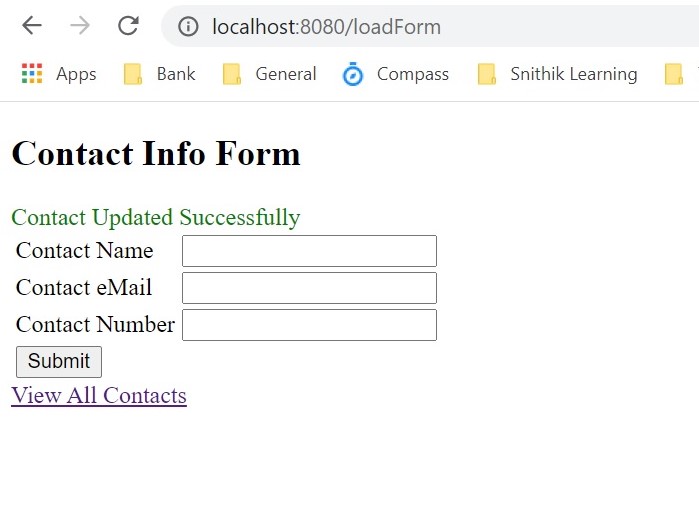 localhost:8080/loadForm
Apps Bank General Compass Snithik Learning
Contact Info Form
Contact Updated Successfully
Contact Name
Contact eMail
Contact Number
Submit
View All Contacts